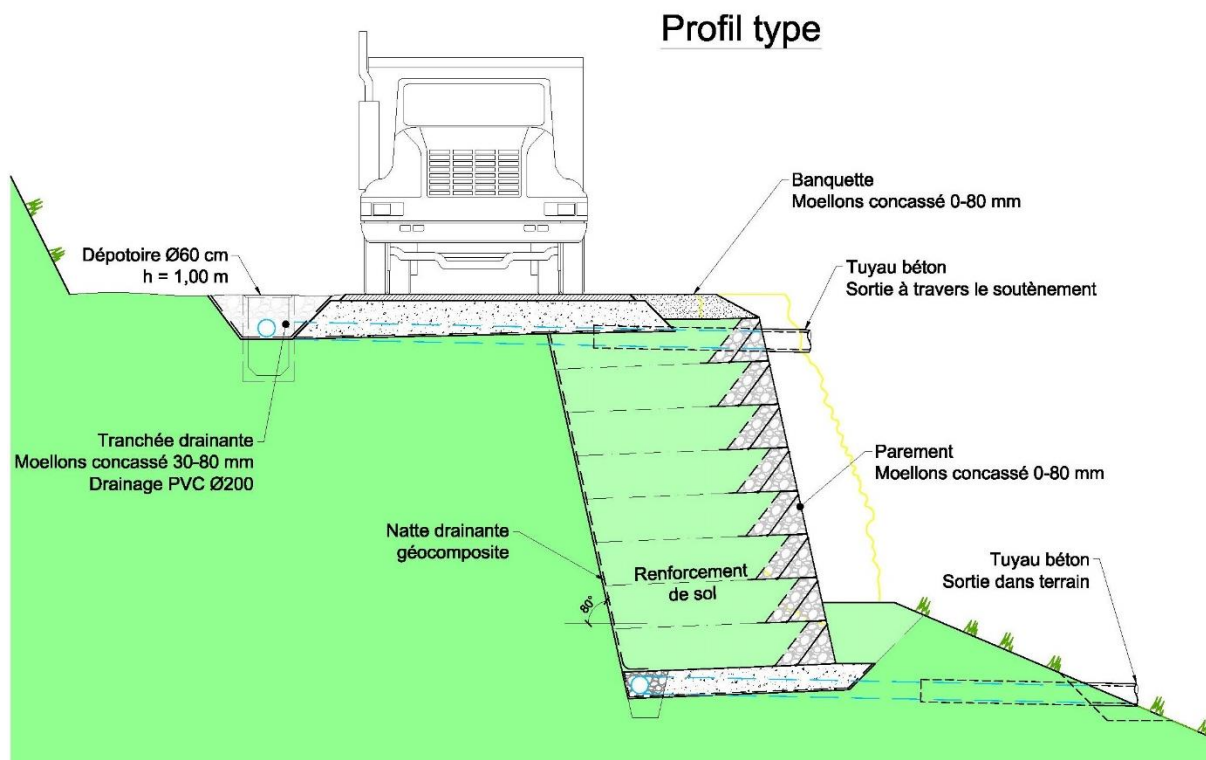 Profil type
Banquette
Moellons concassé 0-80 mm
Dépotoire Ø60 cm
h = 1,00 m
Tuyau béton
Sortie à travers le soutènement
Tranchée drainante
Moellons concassé 30-80 mm
Drainage PVC Ø200
Parement
Moellons concassé 0-80 mm
Natte drainante
géocomposite
Tuyau béton
Sortie dans terrain
Renforcement
de sol
80°